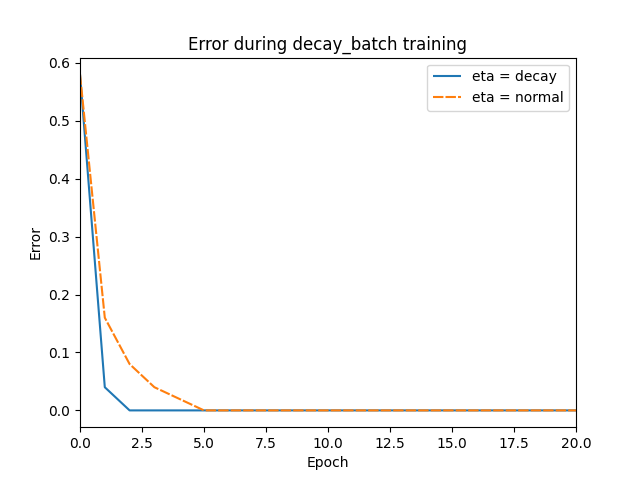 Error during decay_batch training
eta = decay
eta = normal
0.6
0.5
0.4
0.3
0.2
0.1
0.0
Error
0.0 2.5 5.0 7.5 10.0 12.5 15.0 17.5 20.0
Epoch